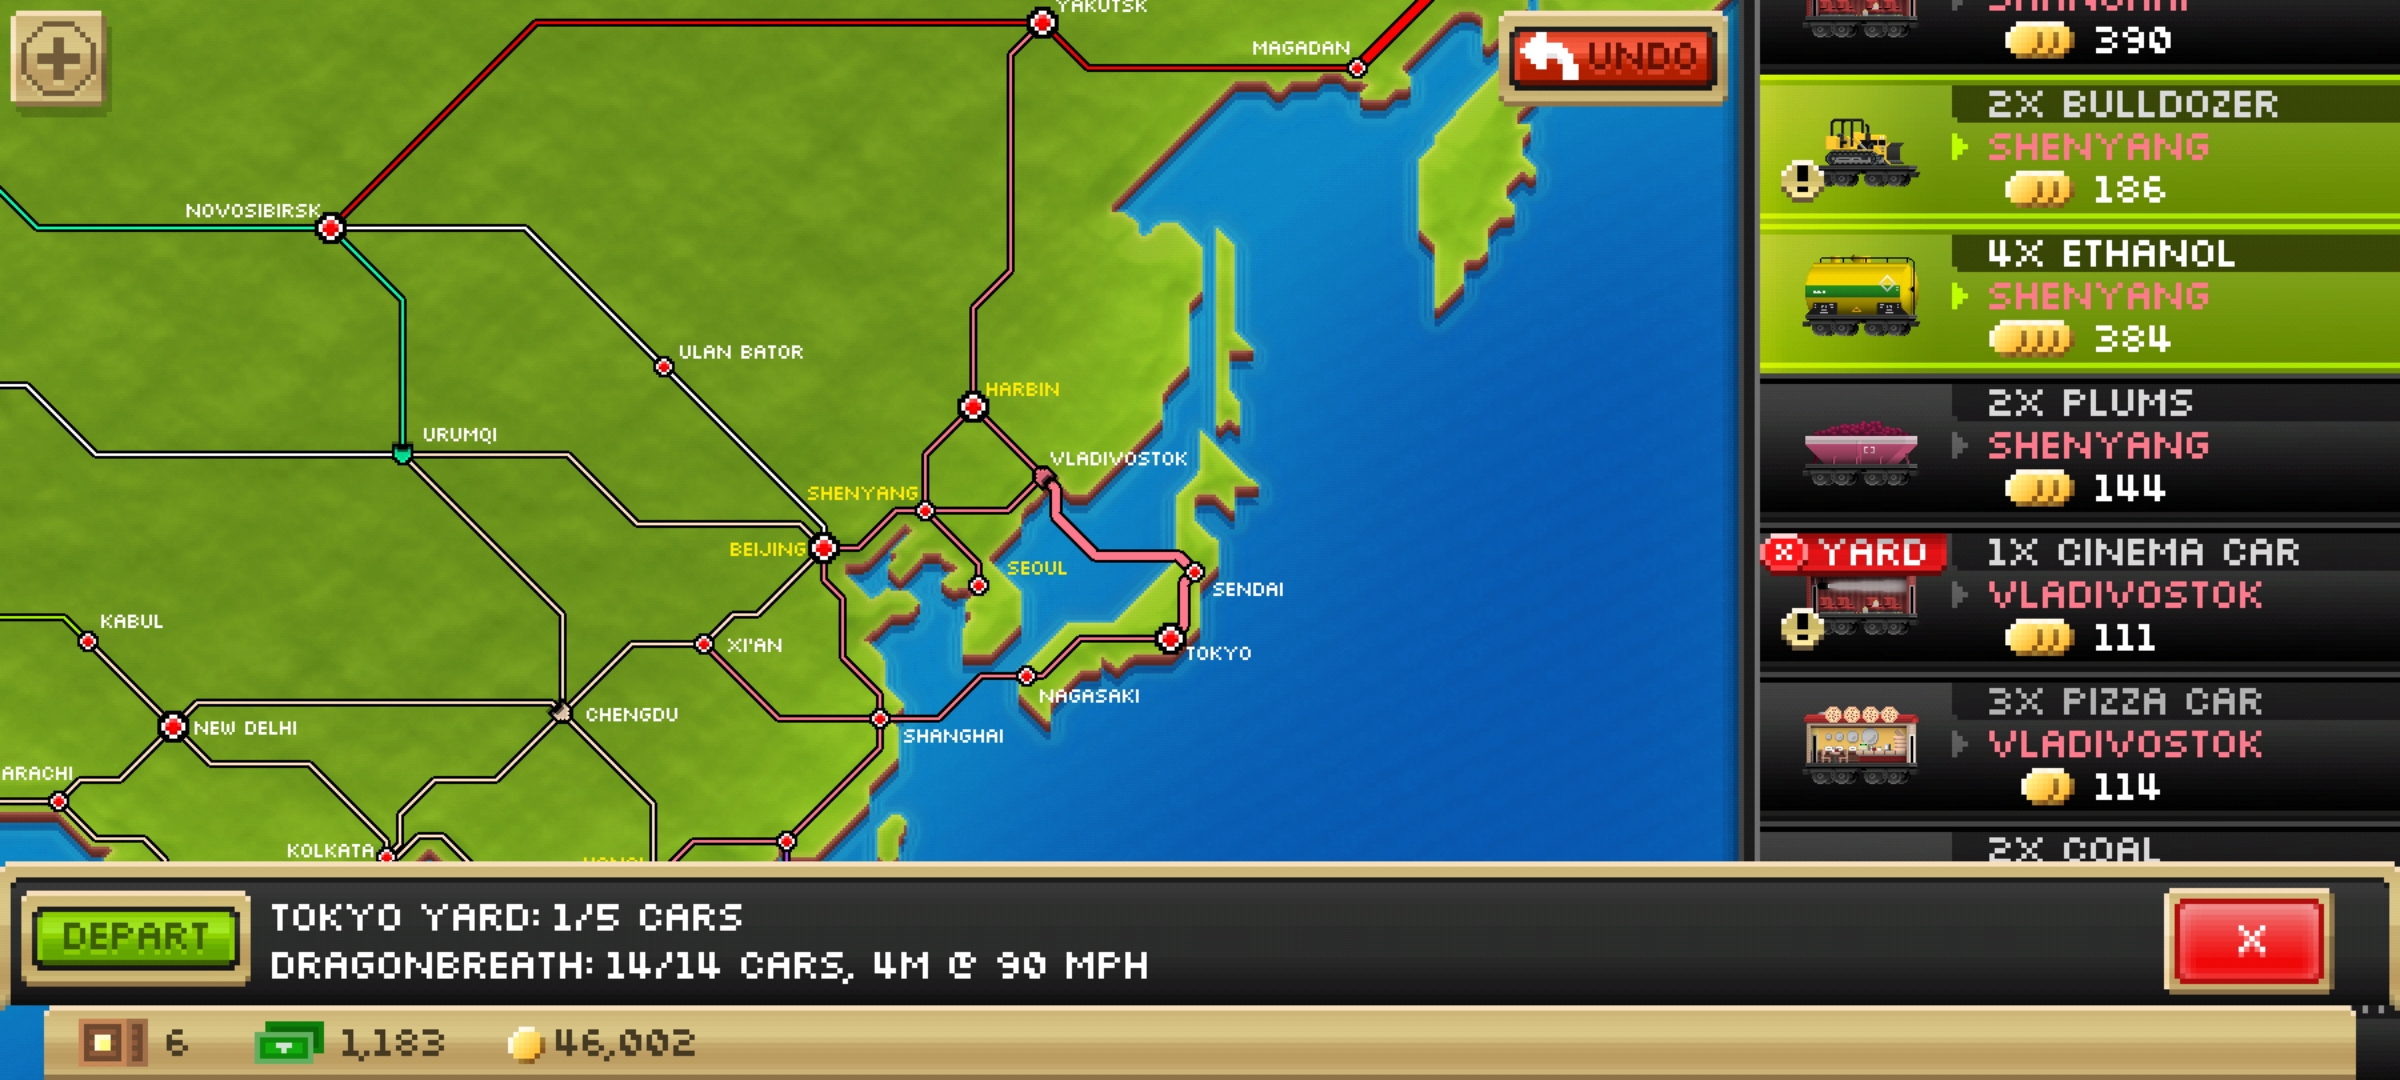 YAKUTSK
MAGADAN
UNDO
NOVOSIBIRSK
ULAN BATOR
HARBIN
URUMQI
VLADIVOSTOK
SHENYANG
BEIJING
SEOUL
SENDAI
KABUL
XI'AN
TOKYO
NAGASAKI
NEW DELHI
CHENGDU
SHANGHAI
ARACHI
KOLKATA
SHANGHAI
390
2X BULLDOZER
SHENYANG
186
4X ETHANOL
SHENYANG
384
2X PLUMS
SHENYANG
144
X YARD
1X CINEMA CAR
VLADIVOSTOK
111
3X PIZZA CAR
VLADIVOSTOK
114
2X COAL
DEPART
TOKYO YARD: 1/5 CARS
DRAGONBREATH: 14/14 CARS, 4M @ 90 MPH
X
6
1,183
46,002